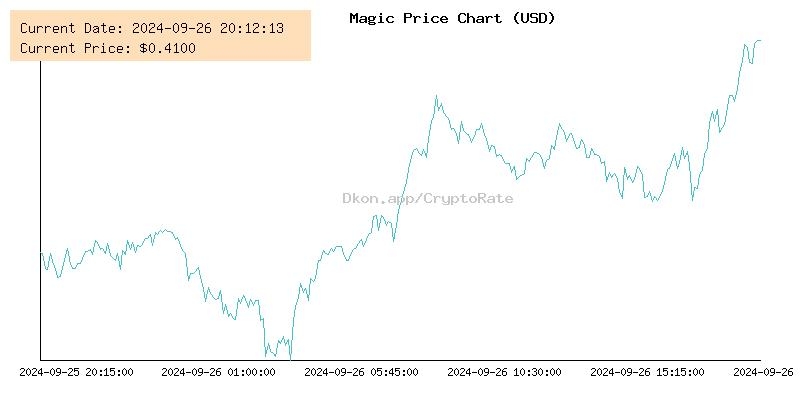 Magic Price Chart (USD)
Current Date: 2024-09-26 20:12:13
Current Price: $0.4100
Dkon.app/CryptoRate
2024-09-25 20:15:00 2024-09-26 01:00:00 2024-09-26 05:45:00 2024-09-26 10:30:00 2024-09-26 15:15:00 2024-09-26